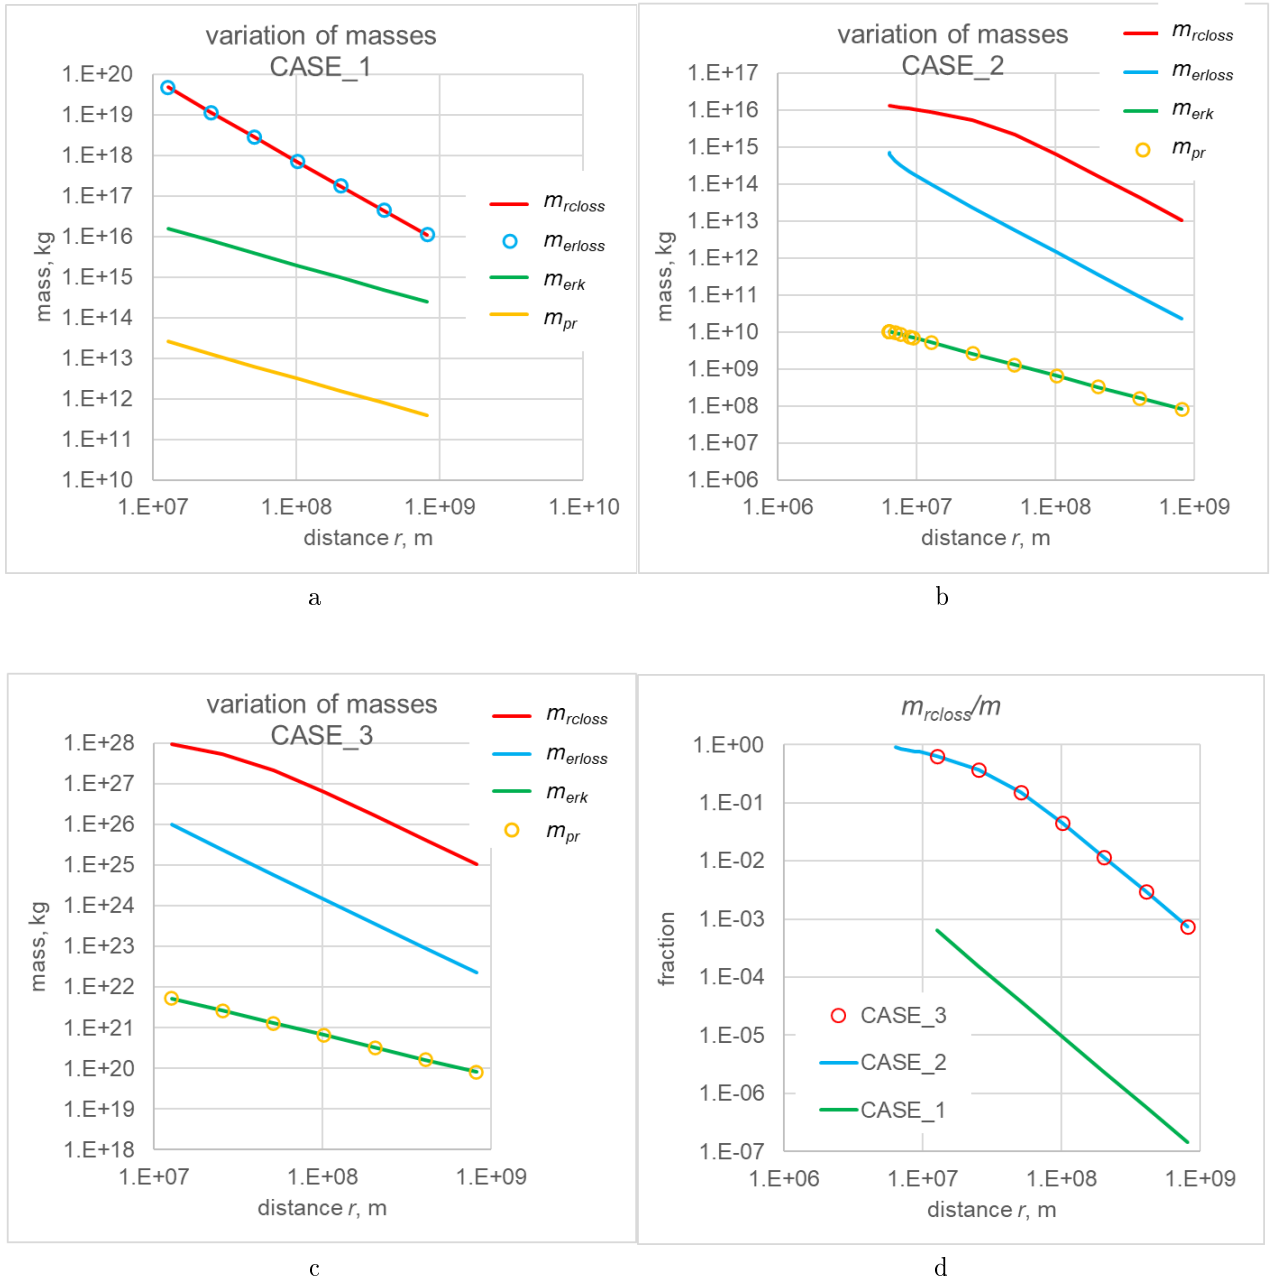 variation of masses
CASE_1
1.E+20
1.E+19
1.E+18
1.E+17
1.E+16
1.E+15
1.E+14
1.E+13
1.E+12
1.E+11
1.E+10
mass, kg
1.E+07 1.E+08 1.E+09 1.E+10
distance r, m
m_rcloss
m_erloss
m_erk
m_pr
a
variation of masses
CASE_2
1.E+17
1.E+16
1.E+15
1.E+14
1.E+13
1.E+12
1.E+11
1.E+10
1.E+09
1.E+08
1.E+07
1.E+06
mass, kg
1.E+06 1.E+07 1.E+08 1.E+09
distance r, m
m_rcloss
m_erloss
m_erk
m_pr
b
variation of masses
CASE_3
1.E+28
1.E+27
1.E+26
1.E+25
1.E+24
1.E+23
1.E+22
1.E+21
1.E+20
1.E+19
1.E+18
mass, kg
1.E+07 1.E+08 1.E+09
distance r, m
m_rcloss
m_erloss
m_erk
m_pr
c
m_rcloss/m
1.E+00
1.E-01
1.E-02
1.E-03
1.E-04
1.E-05
1.E-06
1.E-07
fraction
1.E+06 1.E+07 1.E+08 1.E+09
distance r, m
CASE_3
CASE_2
CASE_1
d